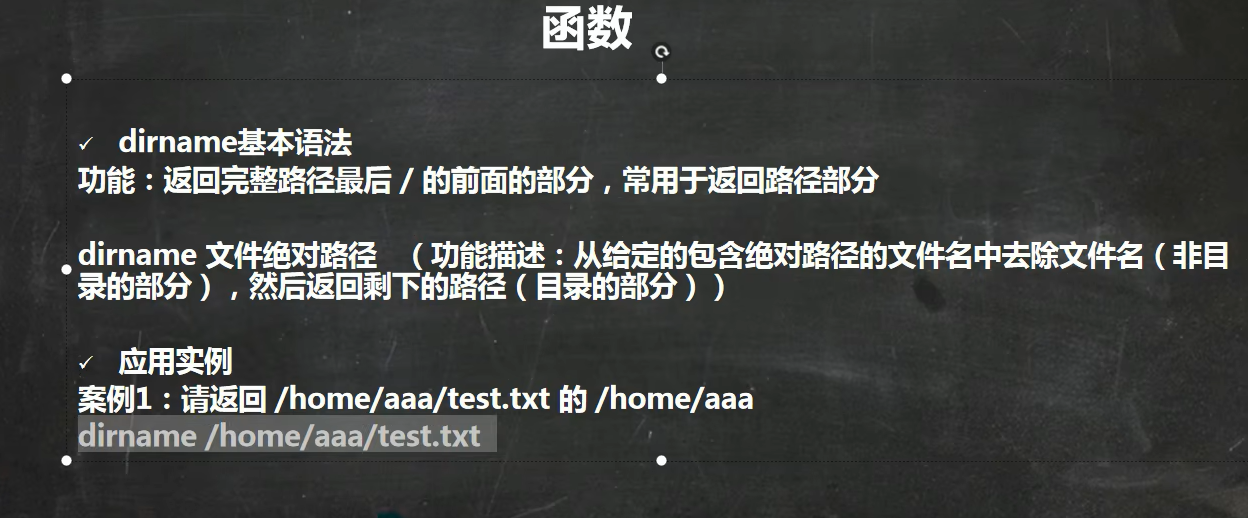 函数
✓ dirname基本语法
功能：返回完整路径最后 / 的前面的部分，常用于返回路径部分
dirname 文件绝对路径 （功能描述：从给定的包含绝对路径的文件名中去除文件名（非目
录的部分），然后返回剩下的路径（目录的部分））
✓ 应用实例
案例1：请返回 /home/aaa/test.txt 的 /home/aaa
dirname /home/aaa/test.txt